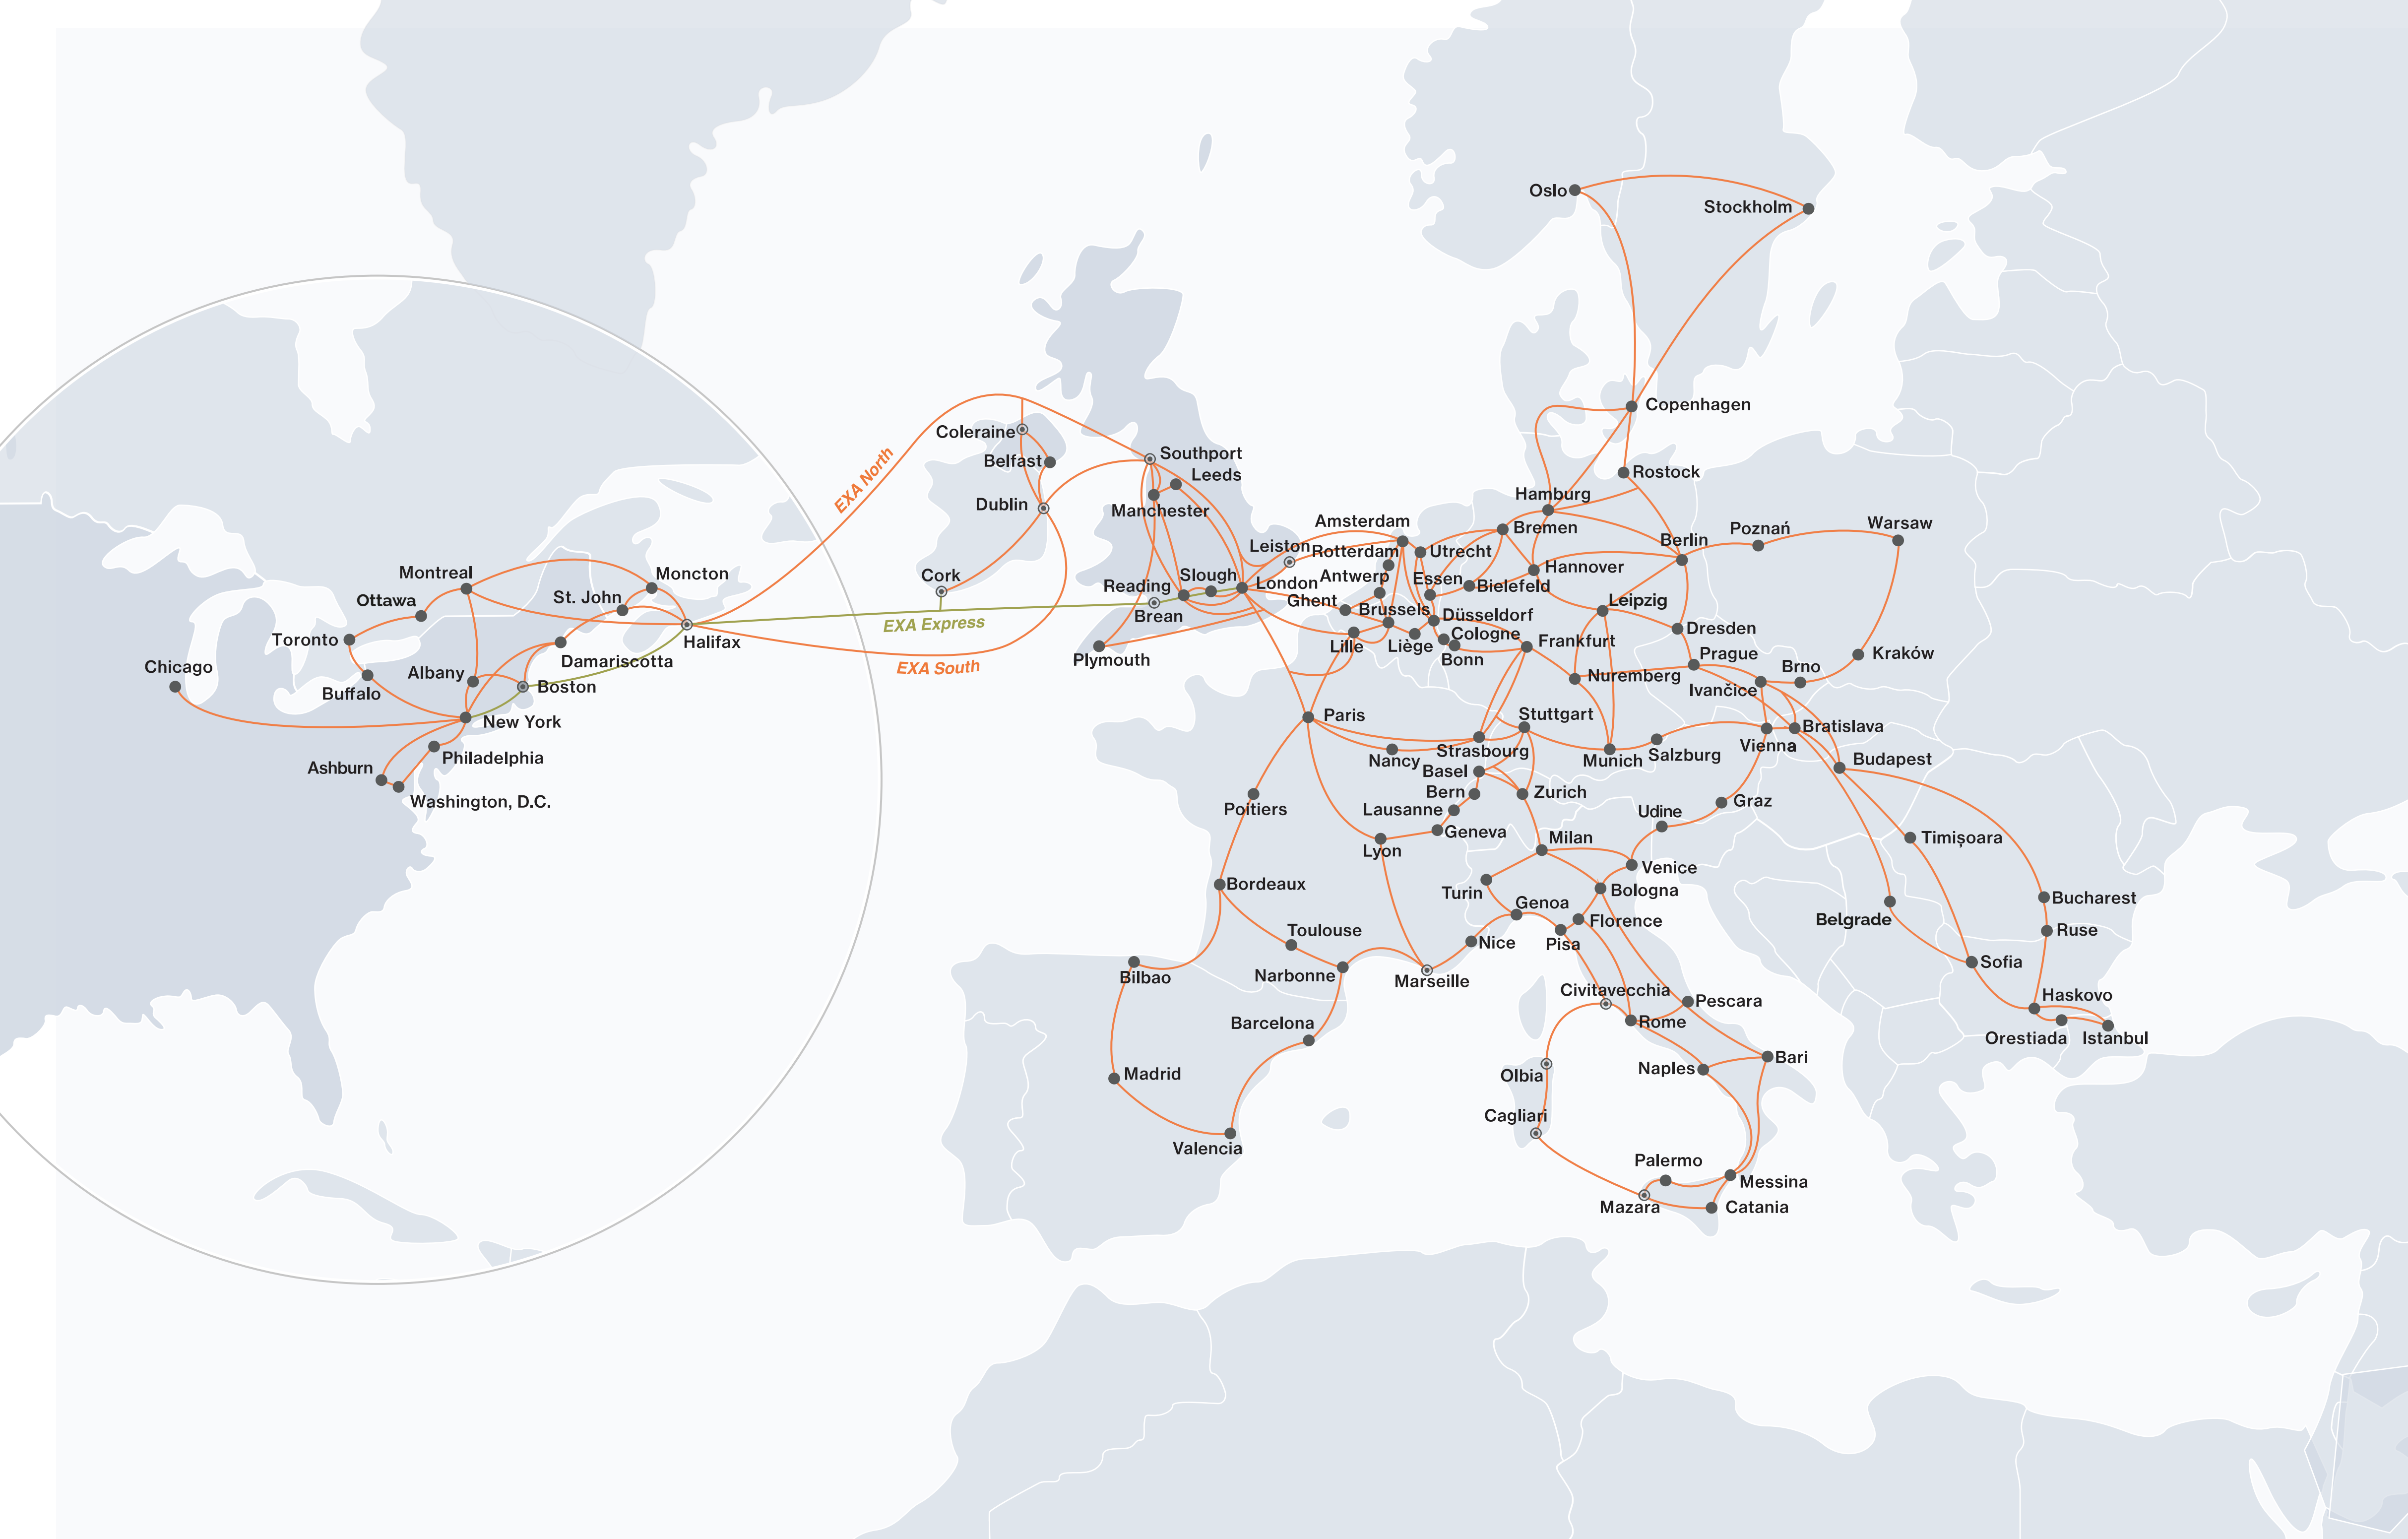 Oslo
Stockholm
Copenhagen
Coleraine
EXA North
Belfast
Southport
Leeds
Rostock
Dublin
Manchester
Hamburg
Amsterdam
Bremen
Poznań
Warsaw
Berlin
Leiston
Rotterdam
Utrecht
Montreal
Moncton
Cork
Reading
Slough
London
Antwerp
Essen
Bielefeld
Hannover
Ottawa
St. John
Ghent
Brussels
Düsseldorf
Leipzig
Brean
EXA Express
Toronto
Halifax
Dresden
Cologne
Frankfurt
Lille
Liège
Bonn
Prague
Kraków
Chicago
Damariscotta
Plymouth
EXA South
Albany
Nuremberg
Brno
Ivančice
Buffalo
Boston
New York
Paris
Stuttgart
Bratislava
Vienna
Strasbourg
Philadelphia
Nancy
Munich
Salzburg
Budapest
Ashburn
Basel
Washington, D.C.
Bern
Zurich
Graz
Poitiers
Lausanne
Udine
Geneva
Milan
Timișoara
Lyon
Venice
Bordeaux
Turin
Bologna
Bucharest
Genoa
Florence
Belgrade
Toulouse
Ruse
Nice
Pisa
Sofia
Bilbao
Narbonne
Marseille
Civitavecchia
Pescara
Haskovo
Barcelona
Rome
Orestiada
Istanbul
Bari
Madrid
Olbia
Naples
Cagliari
Valencia
Palermo
Messina
Mazara
Catania